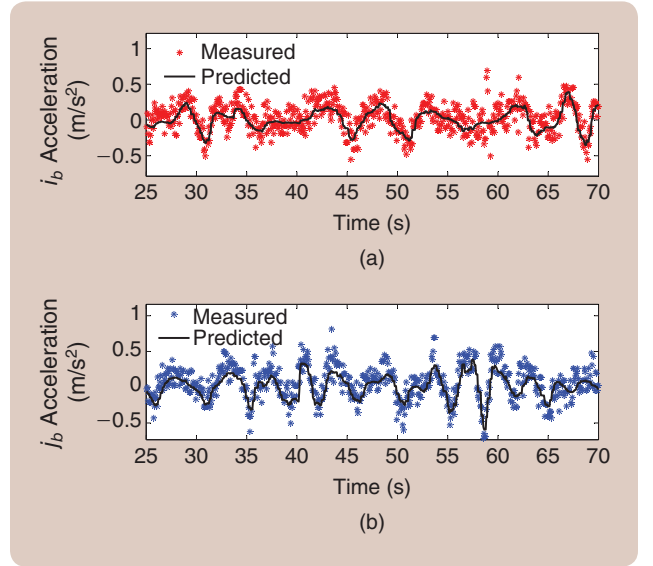 1
0.5
0
−0.5
i_b Acceleration
(m/s²)
Measured
Predicted
25 30 35 40 45 50 55 60 65 70
Time (s)
(a)
1
0.5
0
−0.5
j_b Acceleration
(m/s²)
Measured
Predicted
25 30 35 40 45 50 55 60 65 70
Time (s)
(b)